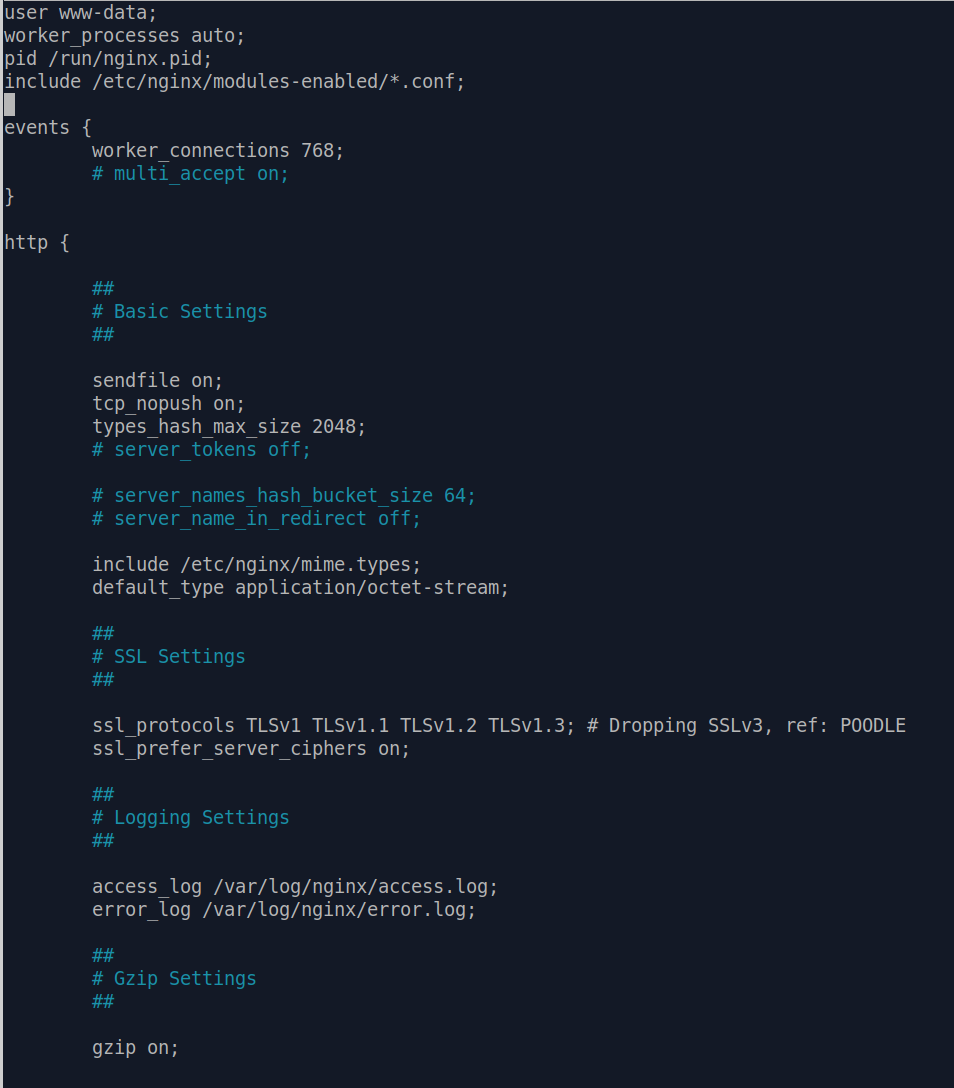 user www-data;
worker_processes auto;
pid /run/nginx.pid;
include /etc/nginx/modules-enabled/*.conf;
events {
worker_connections 768;
# multi_accept on;
}
http {
##
# Basic Settings
##
sendfile on;
tcp_nopush on;
types_hash_max_size 2048;
# server_tokens off;
# server_names_hash_bucket_size 64;
# server_name_in_redirect off;
include /etc/nginx/mime.types;
default_type application/octet-stream;
##
# SSL Settings
##
ssl_protocols TLSv1 TLSv1.1 TLSv1.2 TLSv1.3; # Dropping SSLv3, ref: POODLE
ssl_prefer_server_ciphers on;
##
# Logging Settings
##
access_log /var/log/nginx/access.log;
error_log /var/log/nginx/error.log;
##
# Gzip Settings
##
gzip on;